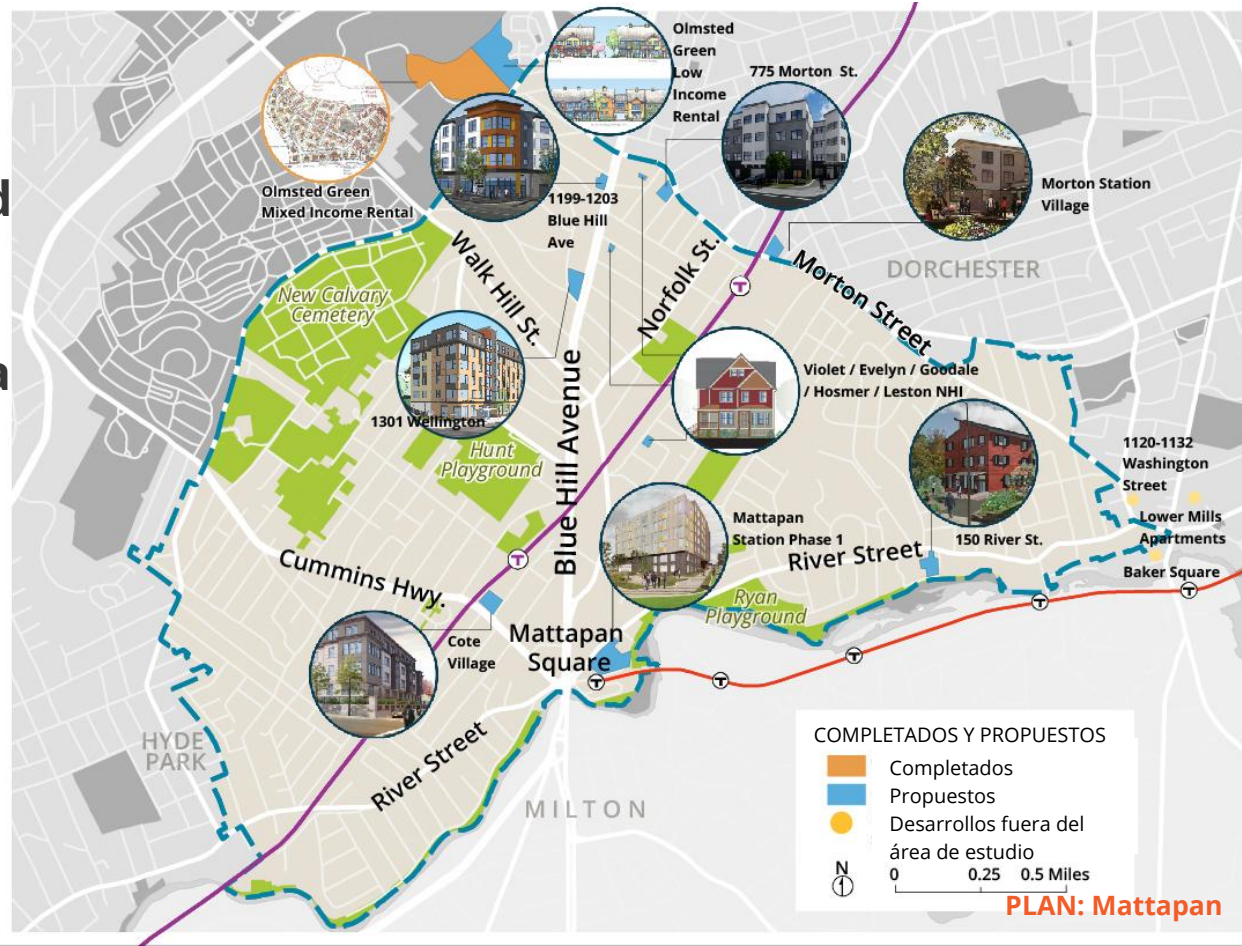 Olmsted
Green
Low
Income
Rental
775 Morton St.
Olmsted Green
Mixed Income Rental
1199-1203
Blue Hill
Ave
Morton Station
Village
d
a
Walk Hill St.
Norfolk St.
Morton Street
DORCHESTER
New Calvary
Cemetery
Blue Hill Avenue
Violet / Evelyn / Goodale
/ Hosmer / Leston NHI
1301 Wellington
Hunt
Playground
1120-1132
Washington
Street
Lower Mills
Apartments
Baker Square
Mattapan
Station Phase 1
150 River St.
River Street
Cummins Hwy.
Ryan
Playground
Cote
Village
Mattapan
Square
HYDE
PARK
River Street
MILTON
T
T
T
T
T
T
T
COMPLETADOS Y PROPUESTOS
Completados
Propuestos
Desarrollos fuera del
área de estudio
N
0 0.25 0.5 Miles
PLAN: Mattapan